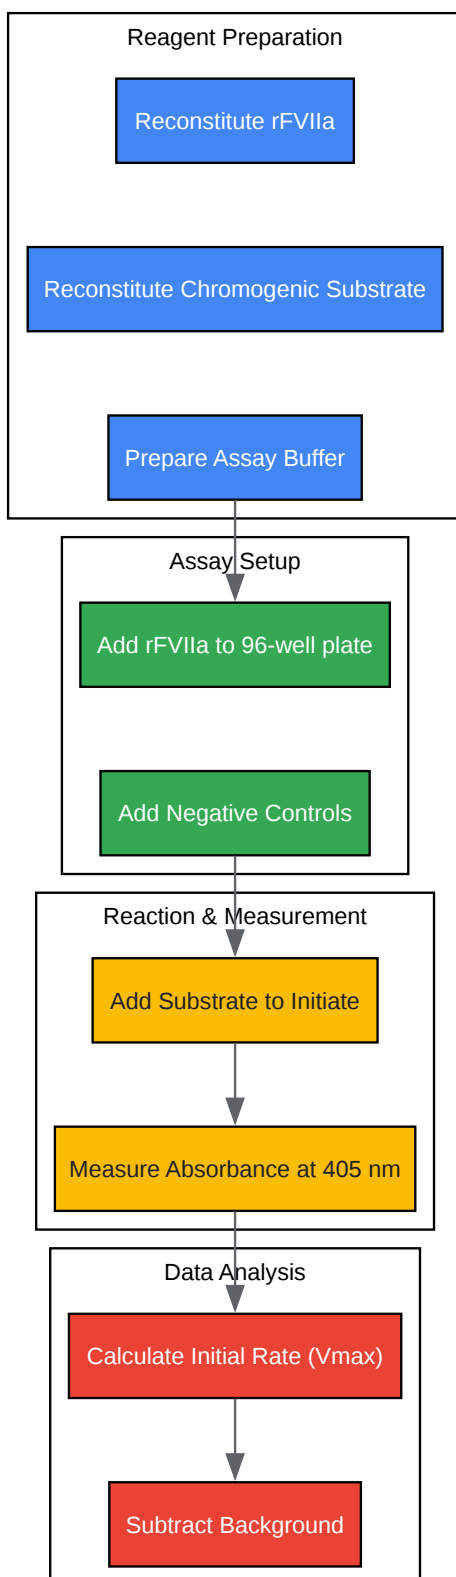 Reagent Preparation
Reconstitute rFVIIa
Reconstitute Chromogenic Substrate
Prepare Assay Buffer
Assay Setup
Add rFVIIa to 96-well plate
Add Negative Controls
Reaction & Measurement
Add Substrate to Initiate
Measure Absorbance at 405 nm
Data Analysis
Calculate Initial Rate (Vmax)
Subtract Background